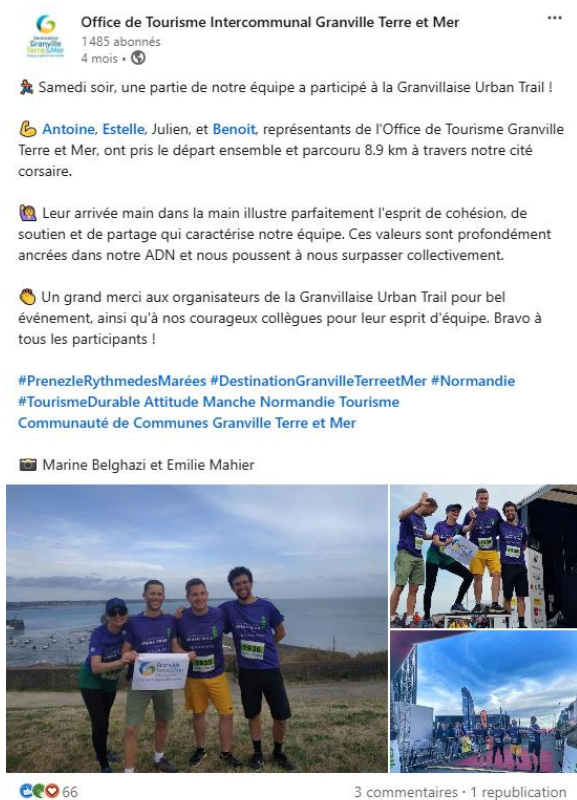 Office de Tourisme Intercommunal Granville Terre et Mer
1 485 abonnés
4 mois •
Samedi soir, une partie de notre équipe a participé à la Granvillaise Urban Trail !
Antoine, Estelle, Julien, et Benoit, représentants de l'Office de Tourisme Granville
Terre et Mer, ont pris le départ ensemble et parcouru 8.9 km à travers notre cité
corsaire.
Leur arrivée main dans la main illustre parfaitement l'esprit de cohésion, de
soutien et de partage qui caractérise notre équipe. Ces valeurs sont profondément
ancrées dans notre ADN et nous poussent à nous surpasser collectivement.
Un grand merci aux organisateurs de la Granvillaise Urban Trail pour bel
événement, ainsi qu'à nos courageux collègues pour leur esprit d'équipe. Bravo à
tous les participants !
#PrenezleRythmedesMarées #DestinationGranvilleTerreetMer #Normandie
#TourismeDurable Attitude Manche Normandie Tourisme
Communauté de Communes Granville Terre et Mer
Marine Belghazi et Emilie Mahier
Granville
Terre&Mer
1936
66
3 commentaires • 1 republication